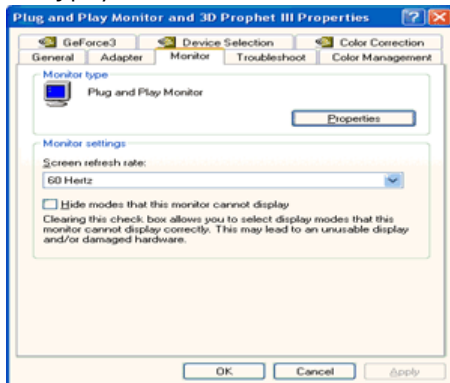 Plug and Play Monitor and 3D Prophet III Properties
GeForce3 Device Selection Color Correction
General Adapter Monitor Troubleshoot Color Management
Monitor type
Plug and Play Monitor
Properties
Monitor settings
Screen refresh rate:
60 Hertz
Hide modes that this monitor cannot display
Clearing this check box allows you to select display modes that this
monitor cannot display correctly. This may lead to an unusable display
and/or damaged hardware.
OK Cancel Apply